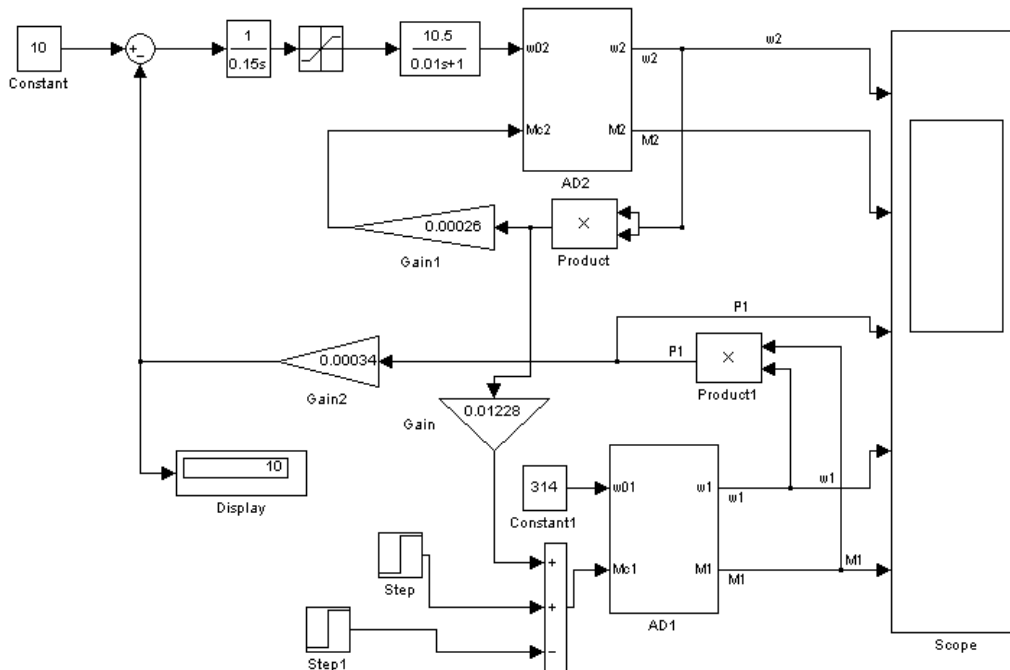 10
Constant
+
−
1
0.15s
10.5
0.01s+1
w02
Mc2
w2
M2
AD2
w2
M2
w2
0.00026
Gain1
×
Product
P1
P1
×
Product1
0.00034
Gain2
0.01228
Gain
10
Display
314
Constant1
w01
Mc1
w1
M1
AD1
w1
M1
w1
M1
Step
Step1
+
+
−
Scope